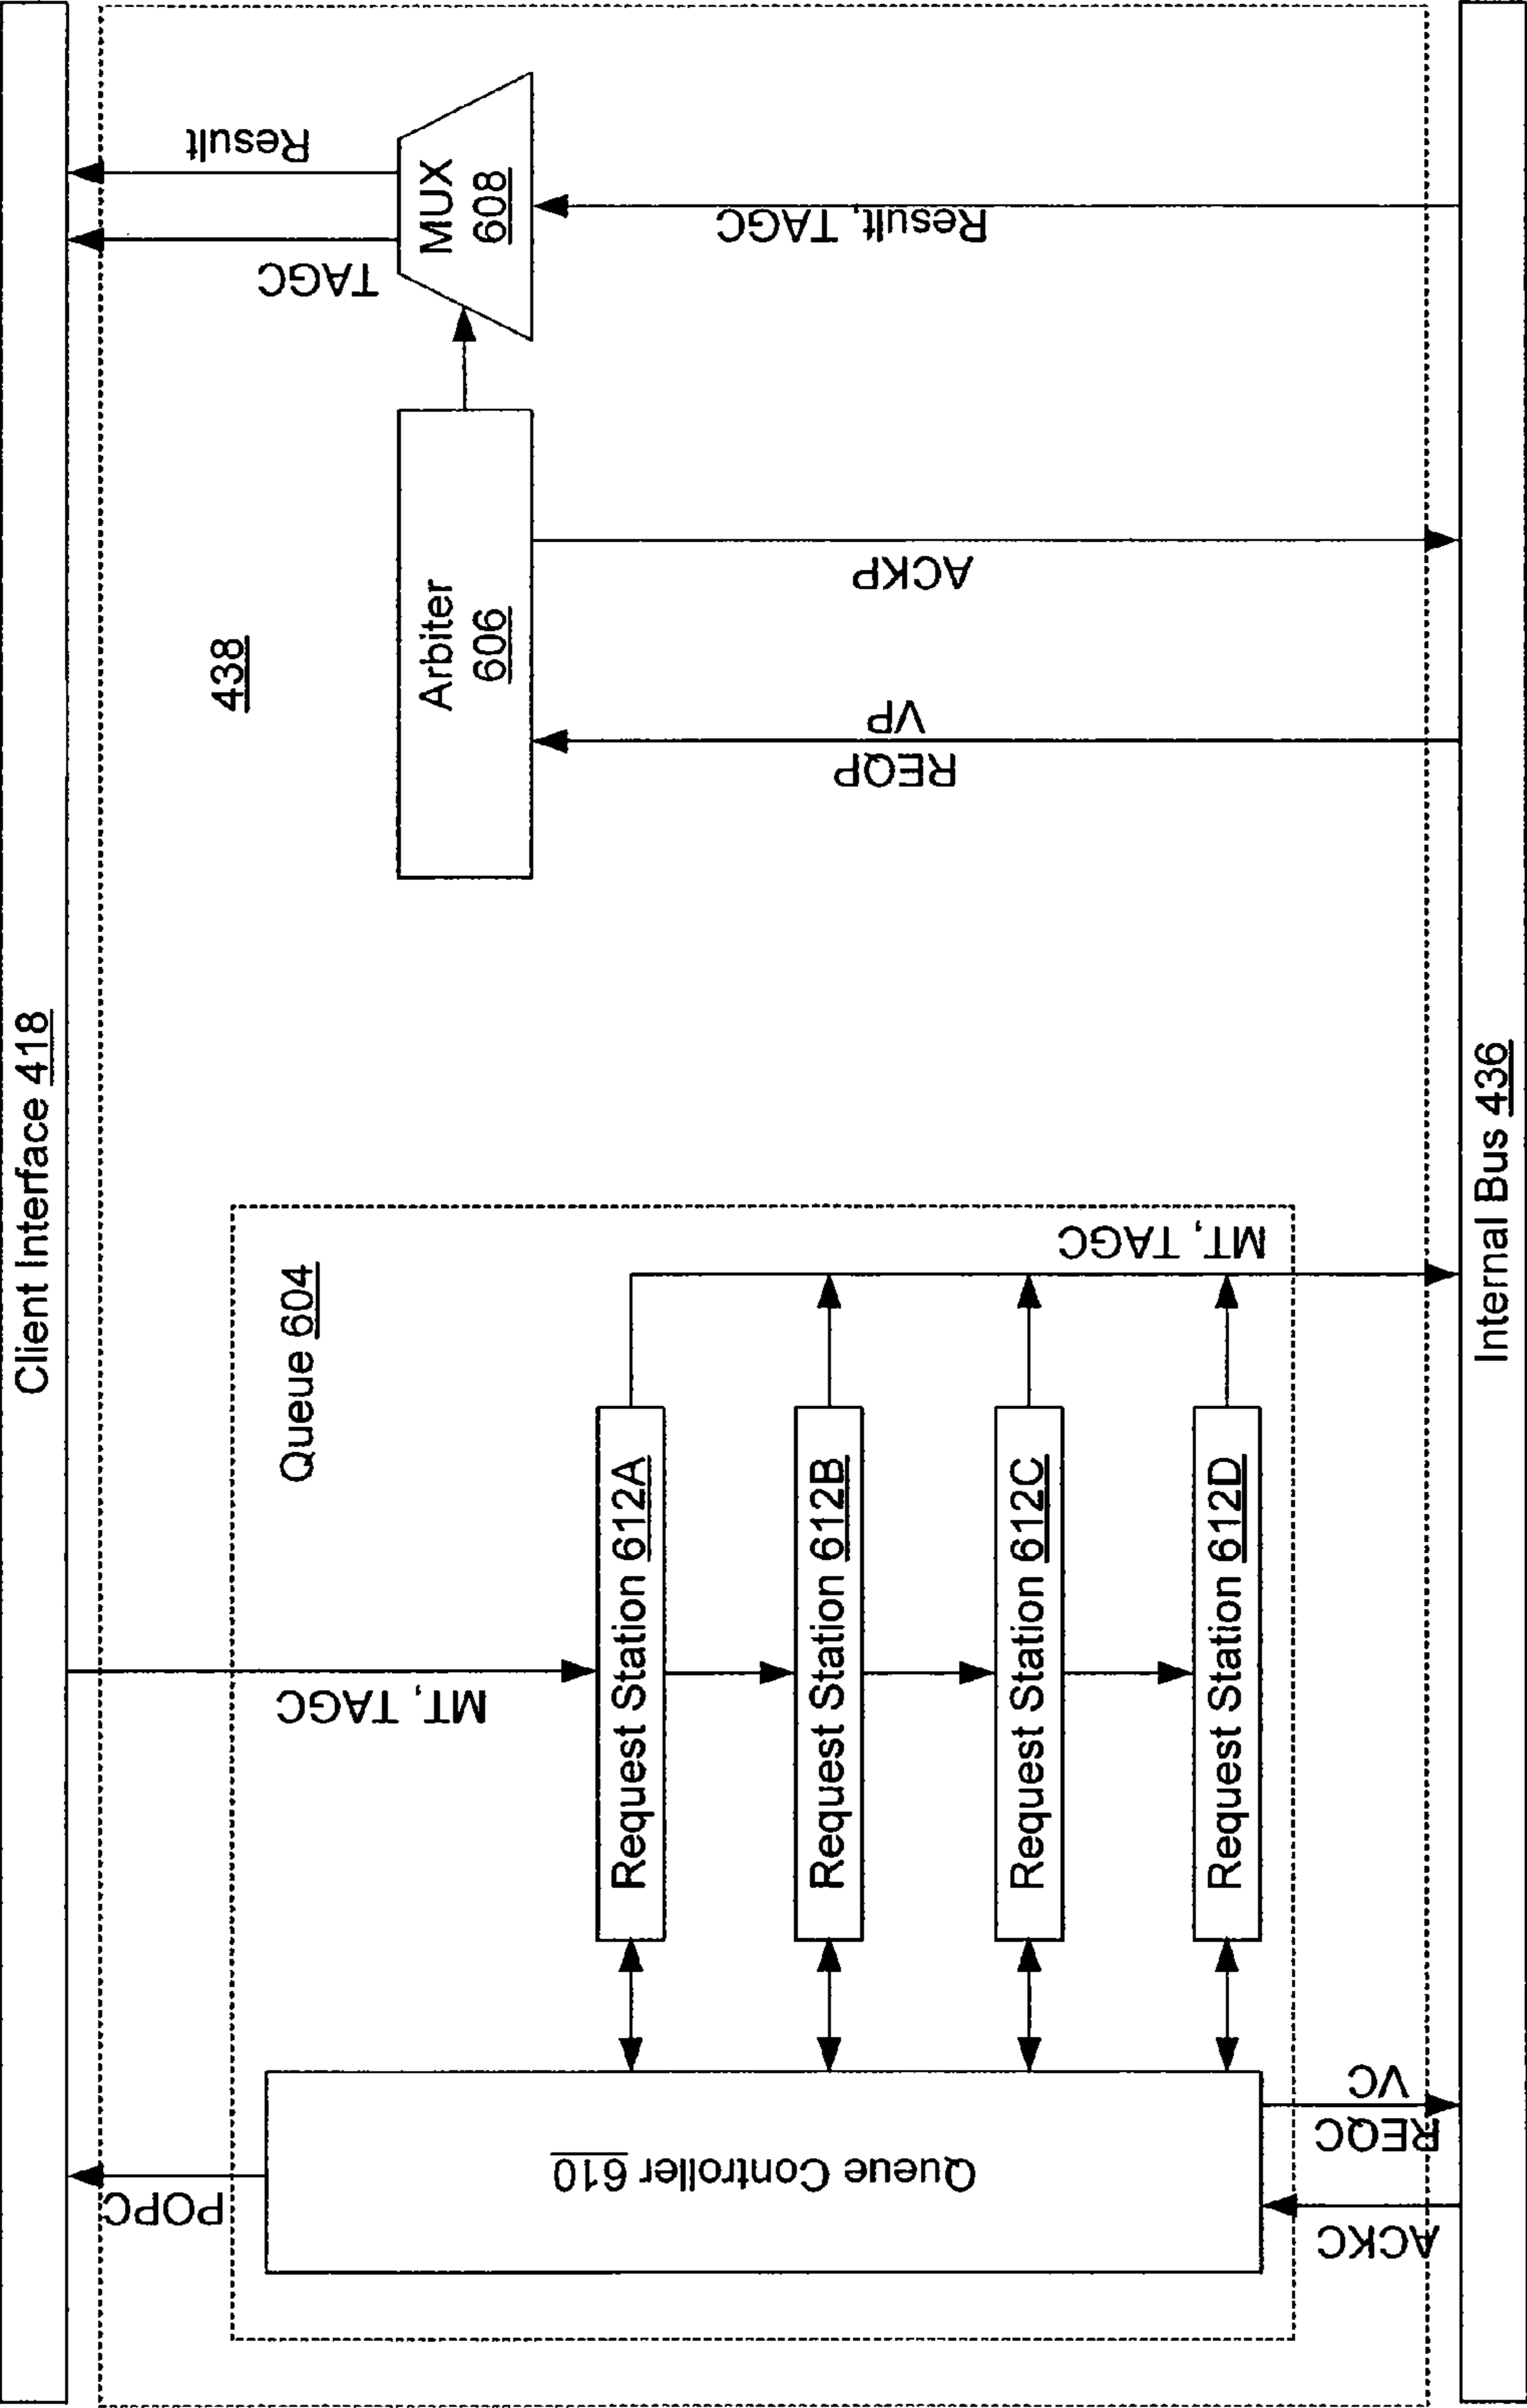 Client Interface 418
POPC
MT, TAGC
Queue 604
438
TAGC
Result
MUX
608
Arbiter
606
Queue Controller 610
Request Station 612A
Request Station 612B
Request Station 612C
Request Station 612D
MT, TAGC
REQP
VP
ACKP
Result, TAGC
ACKC
REQC
VC
Internal Bus 436